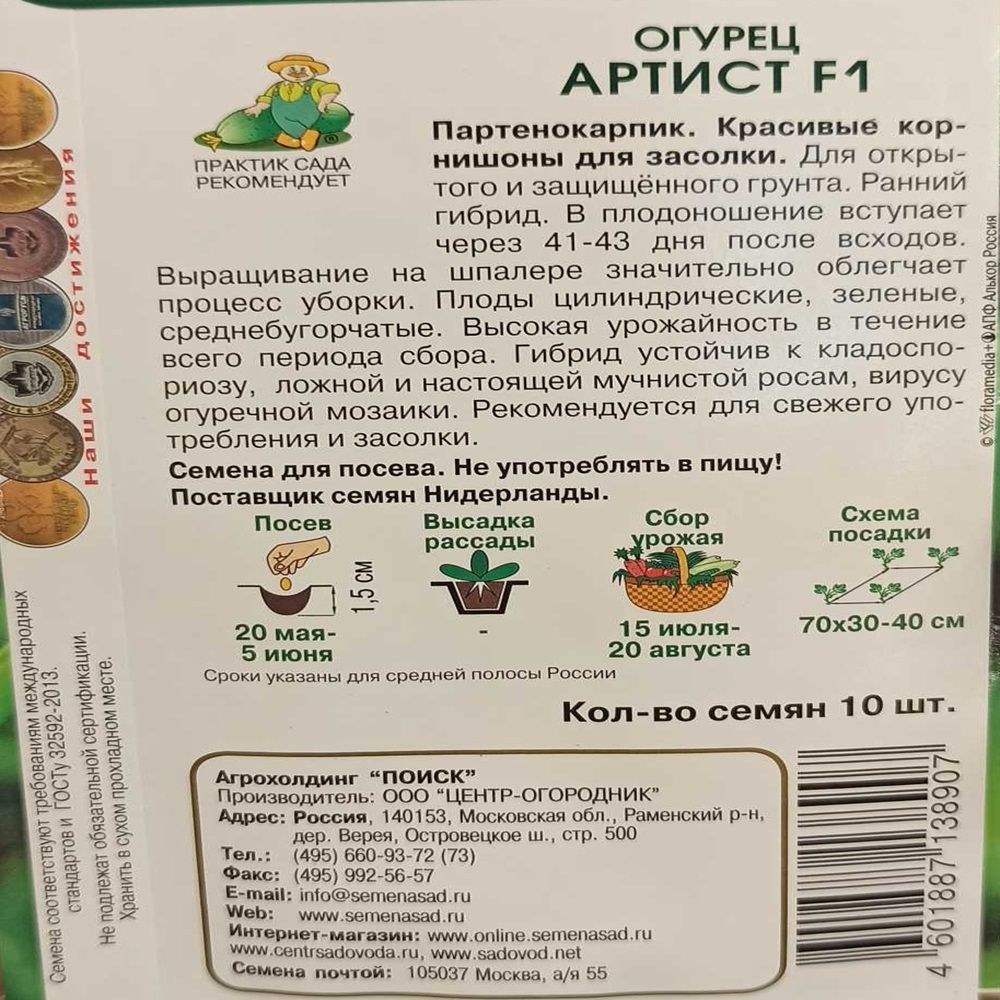 ОГУРЕЦ
АРТИСТ F1
ПРАКТИК САДА
РЕКОМЕНДУЕТ
Партенокарпик. Красивые кор-
нишоны для засолки. Для откры-
того и защищённого грунта. Ранний
гибрид. В плодоношение вступает
через 41-43 дня после всходов.
Выращивание на шпалере значительно облегчает
процесс уборки. Плоды цилиндрические, зеленые,
среднебугорчатые. Высокая урожайность в течение
всего периода сбора. Гибрид устойчив к кладоспо-
риозу, ложной и настоящей мучнистой росам, вирусу
огуречной мозаики. Рекомендуется для свежего упо-
требления и засолки.
Семена для посева. Не употреблять в пищу!
Поставщик семян Нидерланды.
Посев
1,5 см
20 мая-
5 июня
Высадка
рассады
-
Сбор
урожая
15 июля-
20 августа
Схема
посадки
70х30-40 см
Сроки указаны для средней полосы России
Кол-во семян 10 шт.
Агрохолдинг “ПОИСК”
Производитель: ООО “ЦЕНТР-ОГОРОДНИК”
Адрес: Россия, 140153, Московская обл., Раменский р-н,
дер. Верея, Островецкое ш., стр. 500
Тел.: (495) 660-93-72 (73)
Факс: (495) 992-56-57
E-mail: info@semenasad.ru
Web: www.semenasad.ru
Интернет-магазин: www.online.semenasad.ru
www.centrsadovoda.ru, www.sadovod.net
Семена почтой: 105037 Москва, а/я 55
4 601887 138907
© floramedia+ АПФ Алькор Россия
Наши достижения
Семена соответствуют требованиям международных
стандартов и ГОСТу 32592-2013.
Не подлежат обязательной сертификации.
Хранить в сухом прохладном месте.